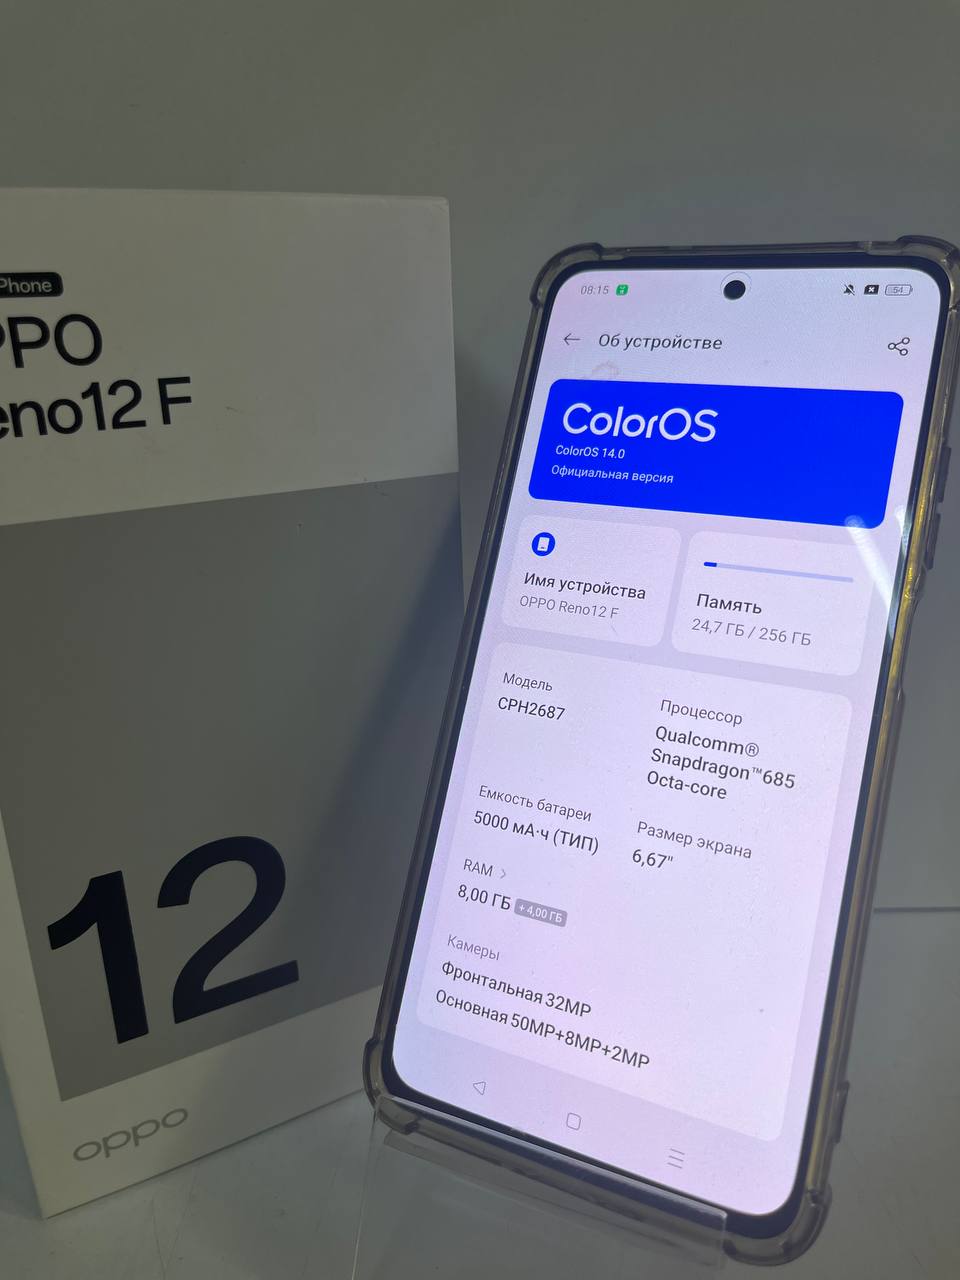 Phone
PPO
eno12 F
12
oppo
08:15
54
Об устройстве
ColorOS
ColorOS 14.0
Официальная версия
Имя устройства
OPPO Reno12 F
Память
24,7 ГБ / 256 ГБ
Модель
CPH2687
Процессор
Qualcomm®
Snapdragon™685
Octa-core
Емкость батареи
5000 мА·ч (ТИП)
Размер экрана
6,67"
RAM >
8,00 ГБ + 4,00 ГБ
Камеры
Фронтальная 32MP
Основная 50MP+8MP+2MP